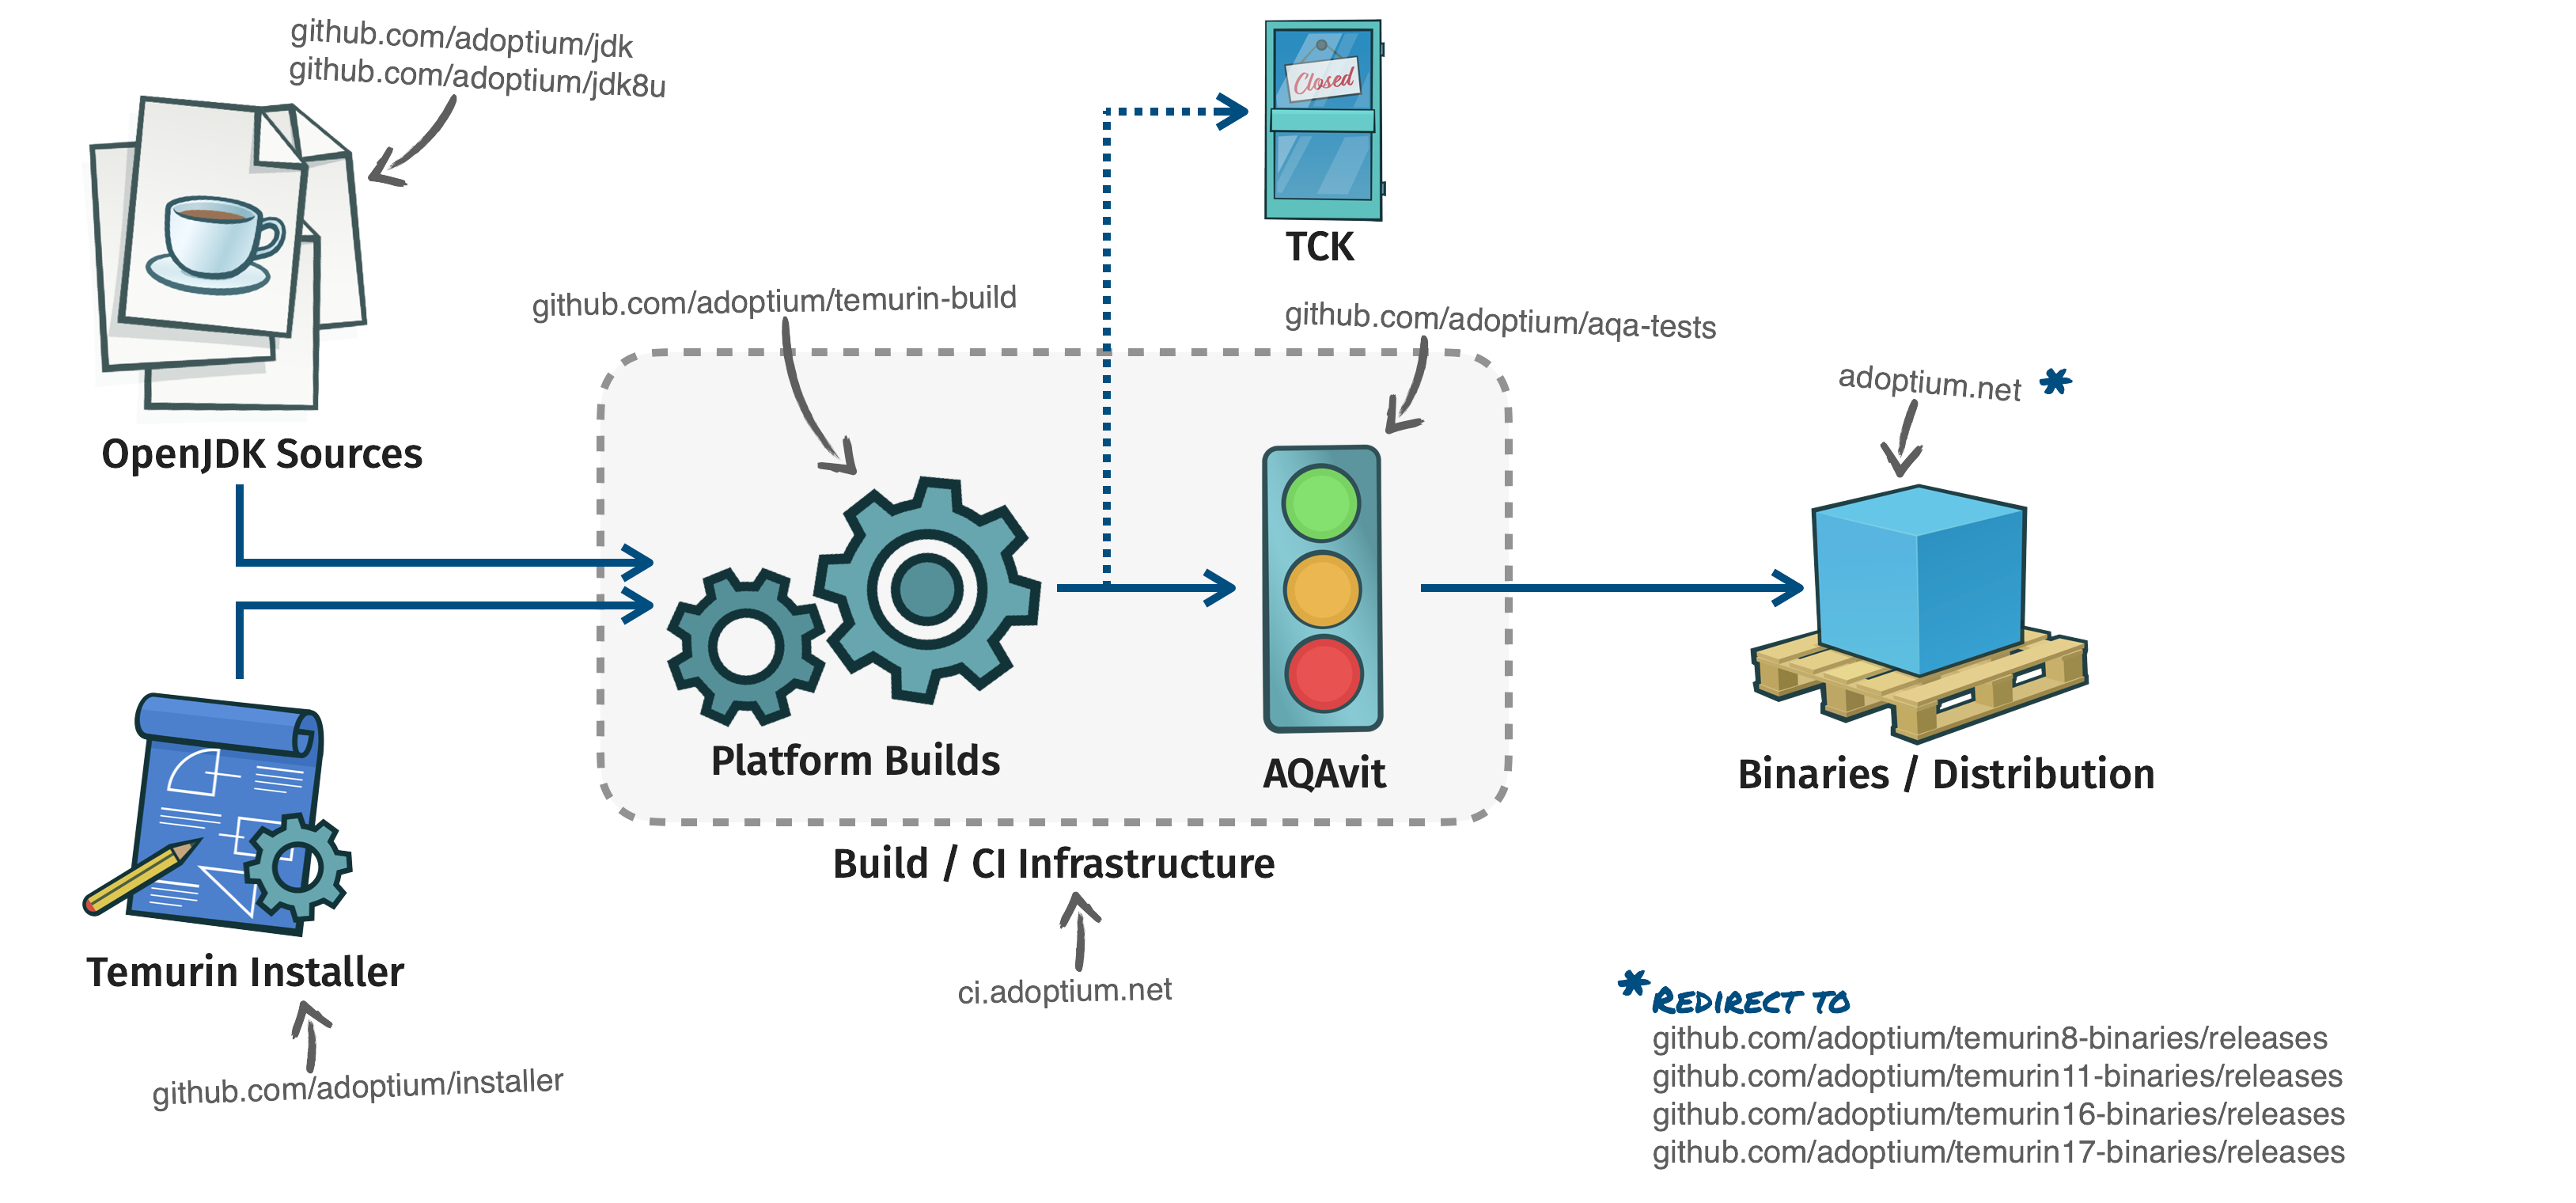 github.com/adoptium/jdk
github.com/adoptium/jdk8u
Closed
TCK
github.com/adoptium/temurin-build
github.com/adoptium/aqa-tests
adoptium.net *
OpenJDK Sources
Platform Builds
AQAvit
Binaries / Distribution
Build / CI Infrastructure
Temurin Installer
ci.adoptium.net
github.com/adoptium/installer
* REDIRECT TO
github.com/adoptium/temurin8-binaries/releases
github.com/adoptium/temurin11-binaries/releases
github.com/adoptium/temurin16-binaries/releases
github.com/adoptium/temurin17-binaries/releases